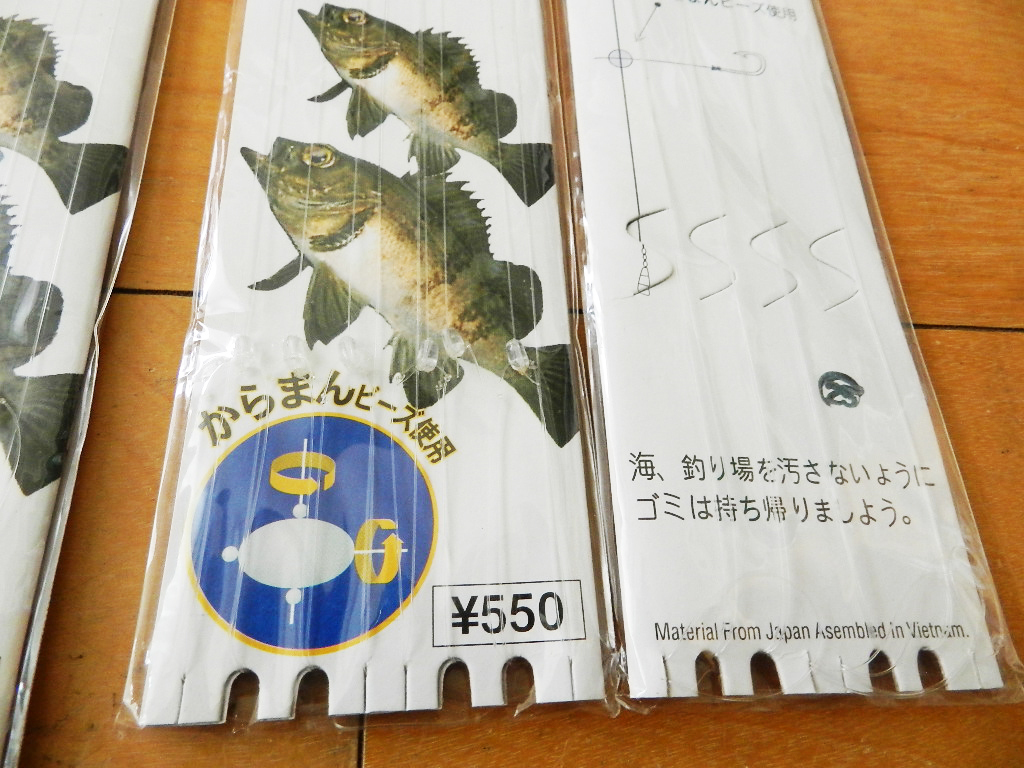 からまんビーズ使用
¥550
まんビーズ使用
海、釣り場を汚さないように
ゴミは持ち帰りましょう。
Material From Japan Asembled in Vietnam.